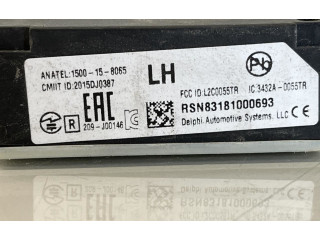 ANATEL:1500-15-8065
CMIIT ID:2015DJ0387
LH
Pb
FCC ID:L2C0055TR IC:3432A-0055TR
EAC
R 209-J00146
RSN83181000693
Delphi Automotive Systems, LLC